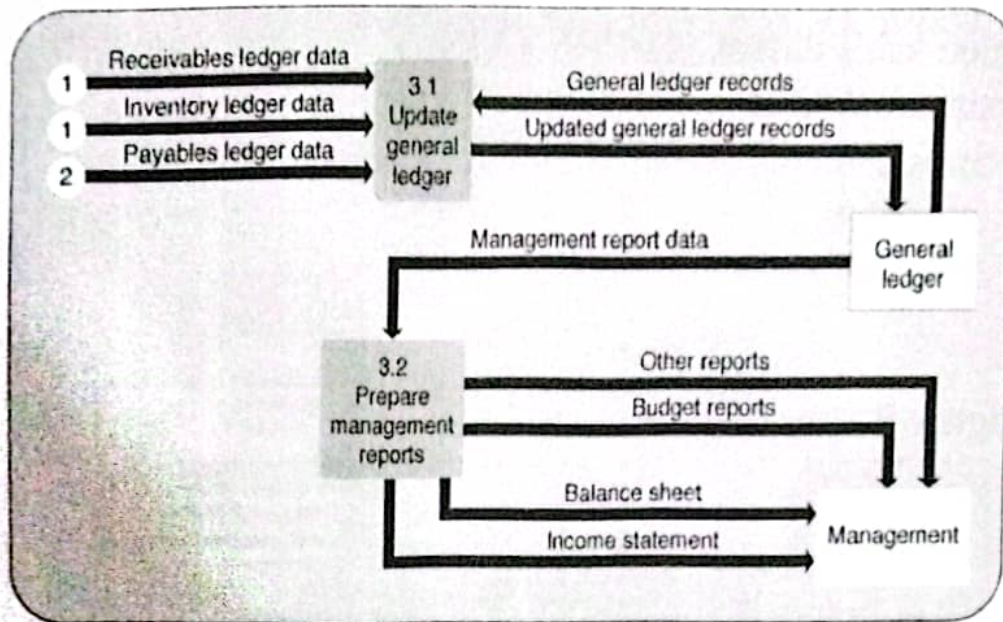 Receivables ledger data
1
Inventory ledger data
1
Payables ledger data
2
3.1
Update
general
ledger
General ledger records
Updated general ledger records
General
ledger
Management report data
3.2
Prepare
management
reports
Other reports
Budget reports
Balance sheet
Income statement
Management